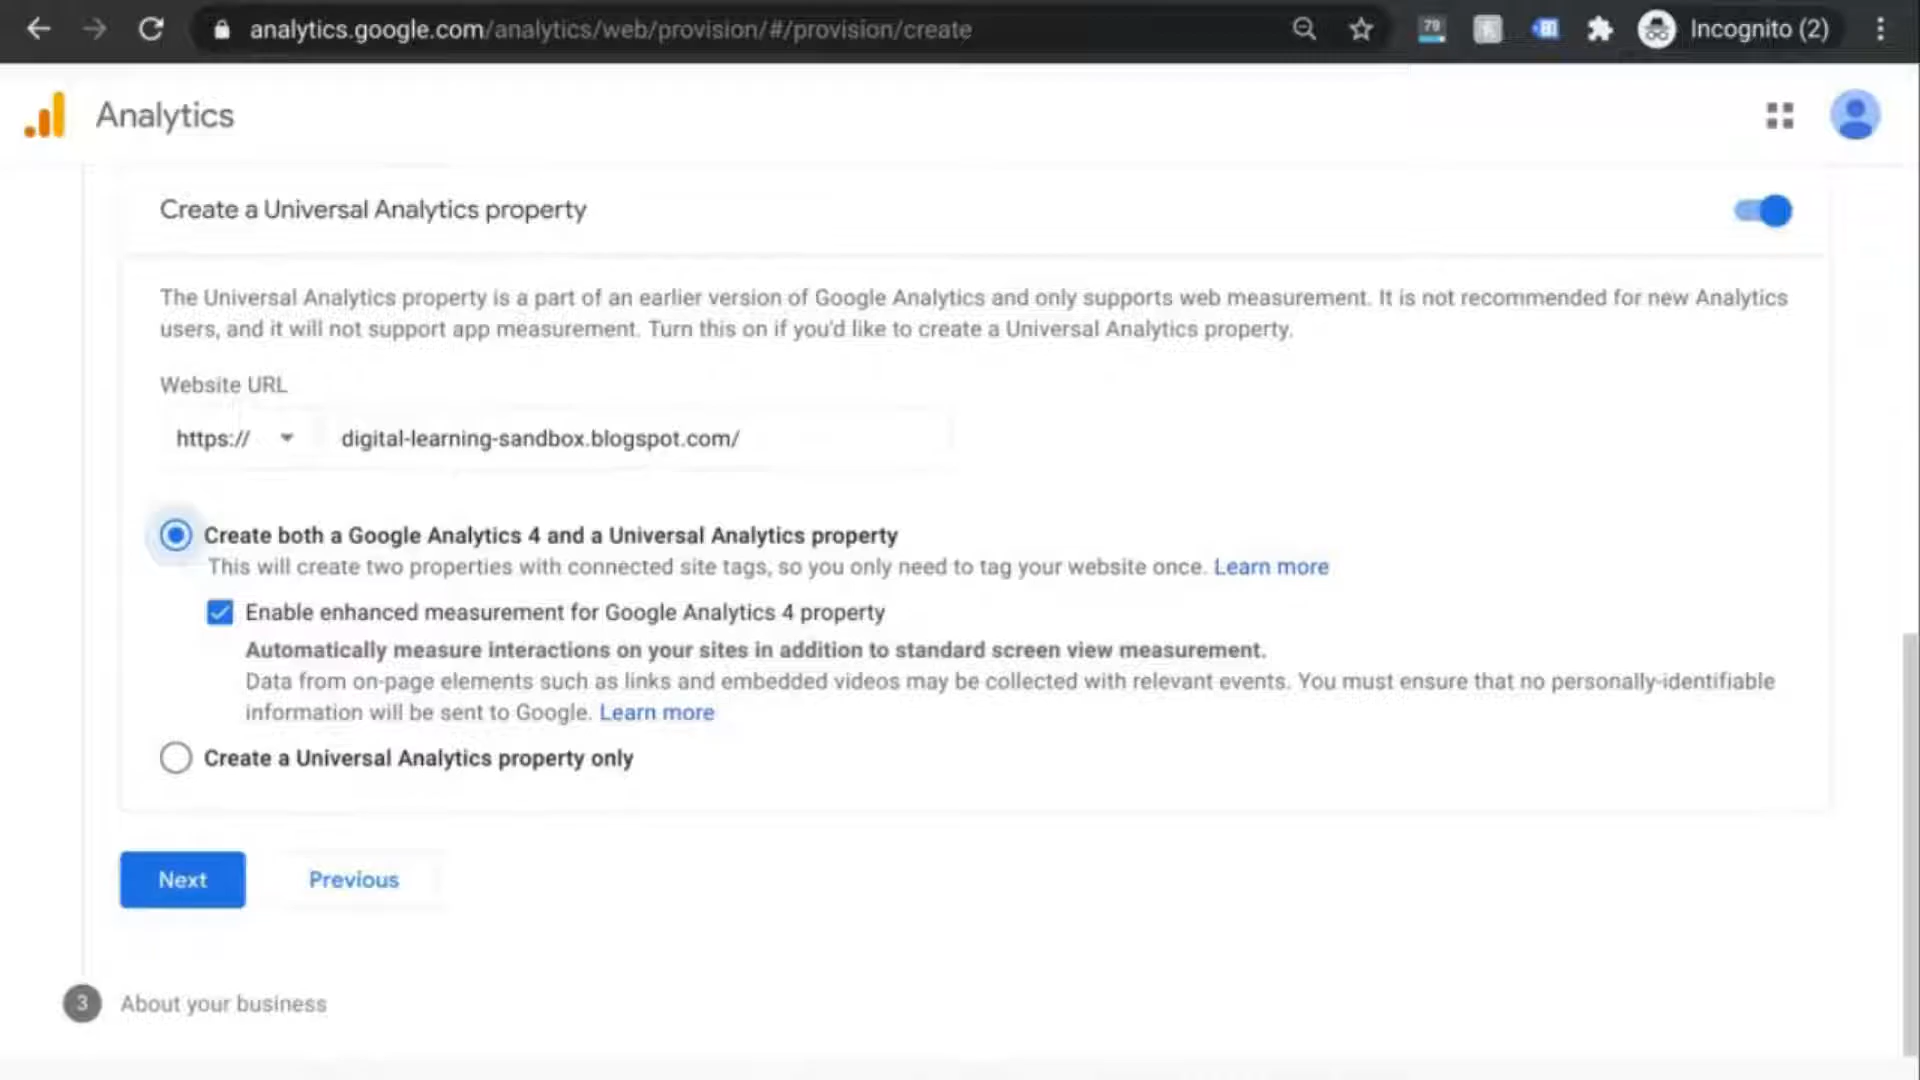 analytics.google.com/analytics/web/provision/#/provision/create
79
Incognito (2)
Analytics
Create a Universal Analytics property
The Universal Analytics property is a part of an earlier version of Google Analytics and only supports web measurement. It is not recommended for new Analytics
users, and it will not support app measurement. Turn this on if you'd like to create a Universal Analytics property.
Website URL
https:// digital-learning-sandbox.blogspot.com/
Create both a Google Analytics 4 and a Universal Analytics property
This will create two properties with connected site tags, so you only need to tag your website once. Learn more
Enable enhanced measurement for Google Analytics 4 property
Automatically measure interactions on your sites in addition to standard screen view measurement.
Data from on-page elements such as links and embedded videos may be collected with relevant events. You must ensure that no personally-identifiable
information will be sent to Google. Learn more
Create a Universal Analytics property only
Next Previous
3 About your business